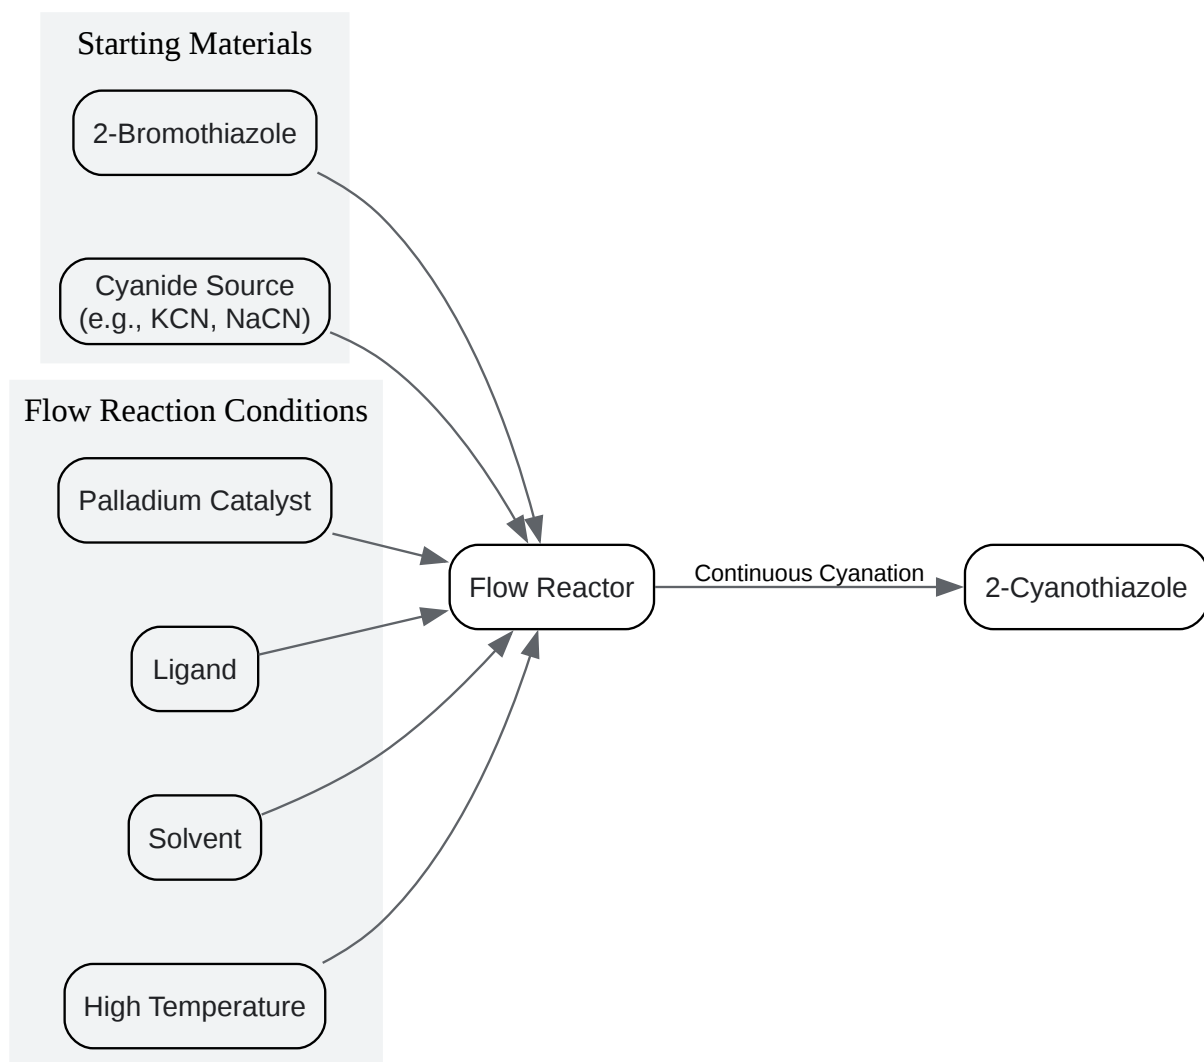 Starting Materials
2-Bromothiazole
Cyanide Source
(e.g., KCN, NaCN)
Flow Reaction Conditions
Palladium Catalyst
Ligand
Solvent
High Temperature
Flow Reactor
Continuous Cyanation
2-Cyanothiazole